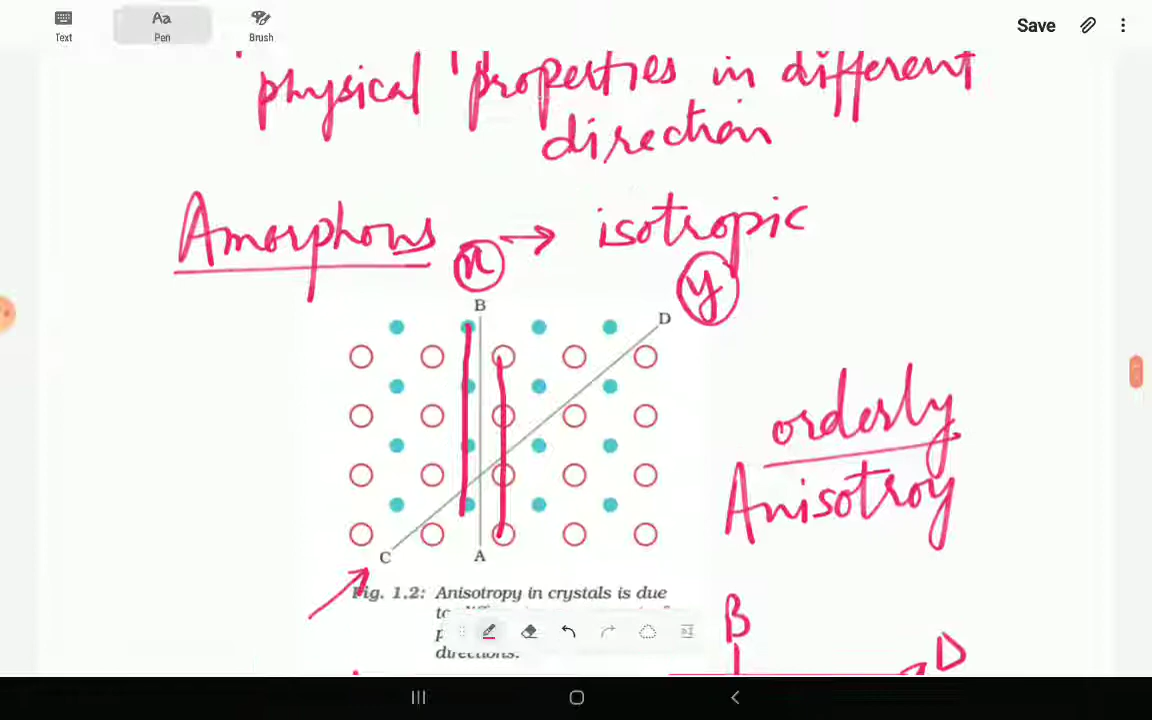 Text
Aa
Pen
Brush
Save
physical properties in different
direction
Amorphous → isotropic
x
y
B
D
orderly
Anisotroy
C
A
Fig. 1.2: Anisotropy in crystals is due
directions.
B
D